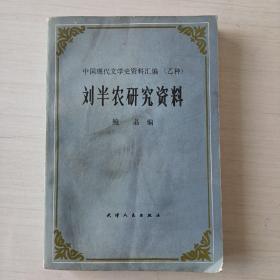 中国现代文学史资料汇编（乙种）
刘半农研究资料
鲍晶编
天津人民出版社